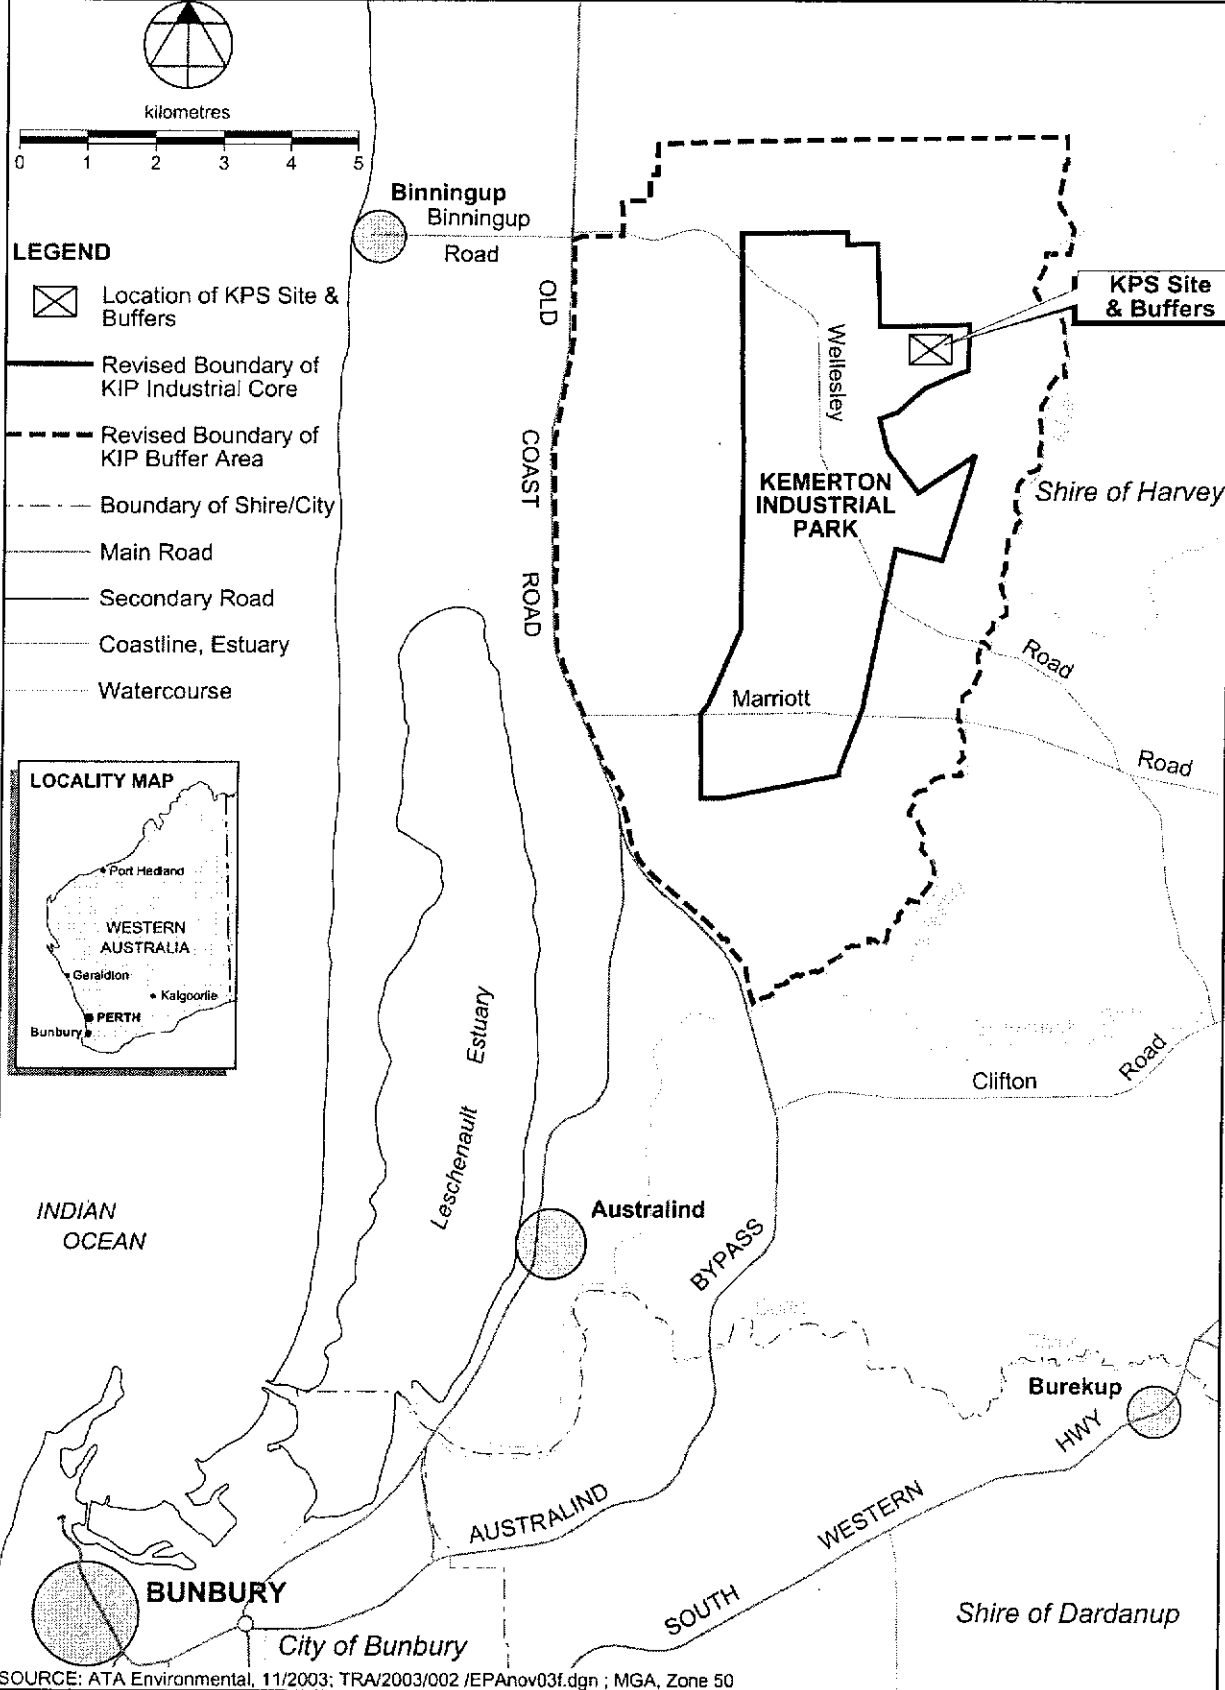 kilometres
0 1 2 3 4 5
Binningup
Binningup
Road
LEGEND
Location of KPS Site &
Buffers
Revised Boundary of
KIP Industrial Core
Revised Boundary of
KIP Buffer Area
Boundary of Shire/City
Main Road
Secondary Road
Coastline, Estuary
Watercourse
OLD
COAST
ROAD
Wellesley
KPS Site
& Buffers
KEMERTON
INDUSTRIAL
PARK
Shire of Harvey
Road
Marriott
Road
LOCALITY MAP
Port Hedland
WESTERN
AUSTRALIA
Geraldton
Kalgoorlie
PERTH
Bunbury
Leschenault Estuary
Clifton
Road
INDIAN
OCEAN
Australind
BYPASS
Burekup
HWY
AUSTRALIND
WESTERN
SOUTH
BUNBURY
City of Bunbury
Shire of Dardanup
SOURCE: ATA Environmental, 11/2003; TRA/2003/002 /EPAnov03f.dgn ; MGA, Zone 50